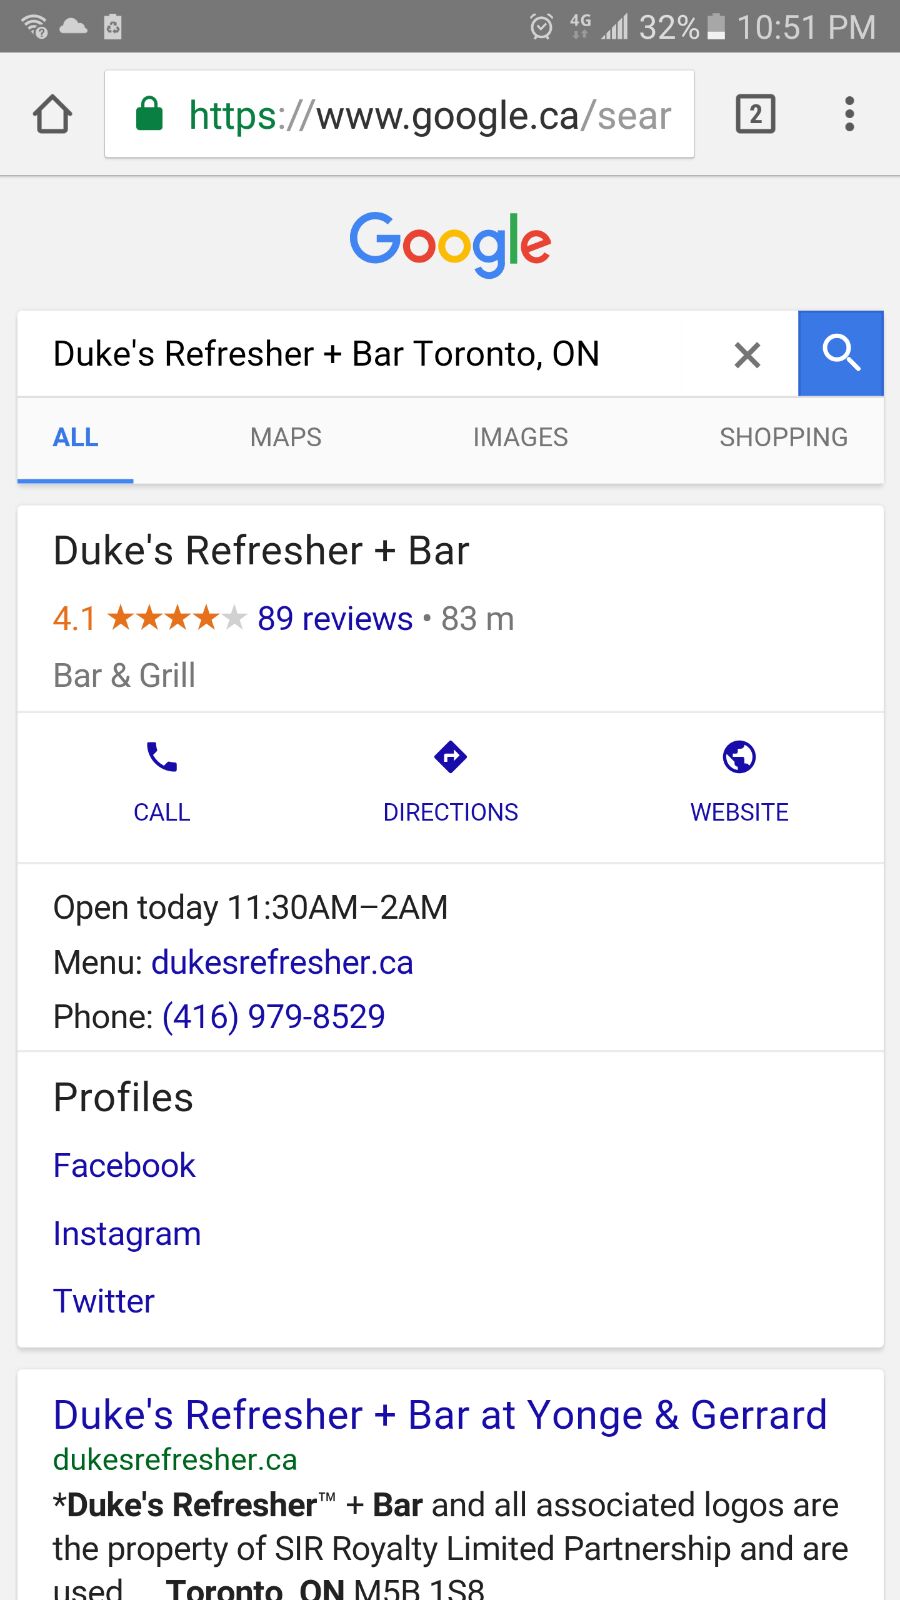 4G 32% 10:51 PM
https://www.google.ca/sear 2
Google
Duke's Refresher + Bar Toronto, ON
ALL MAPS IMAGES SHOPPING
Duke's Refresher + Bar
4.1 ★★★★★ 89 reviews • 83 m
Bar & Grill
CALL DIRECTIONS WEBSITE
Open today 11:30AM–2AM
Menu: dukesrefresher.ca
Phone: (416) 979-8529
Profiles
Facebook
Instagram
Twitter
Duke's Refresher + Bar at Yonge & Gerrard
dukesrefresher.ca
*Duke's Refresher™ + Bar and all associated logos are
the property of SIR Royalty Limited Partnership and are
used ... Toronto, ON M5B 1S8